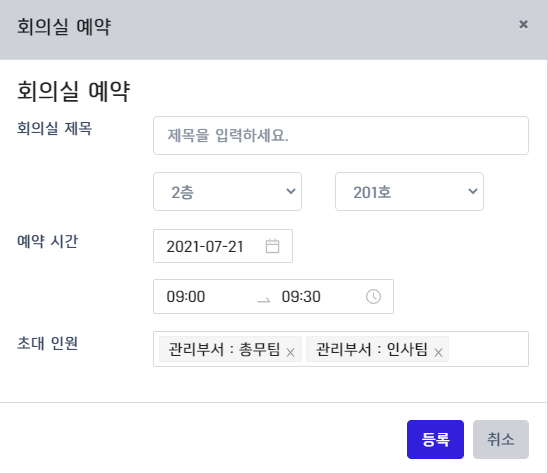 회의실 예약 ×
회의실 예약
회의실 제목 제목을 입력하세요.
2층 201호
예약 시간 2021-07-21
09:00 → 09:30
초대 인원 관리부서 : 총무팀 × 관리부서 : 인사팀 ×
등록 취소